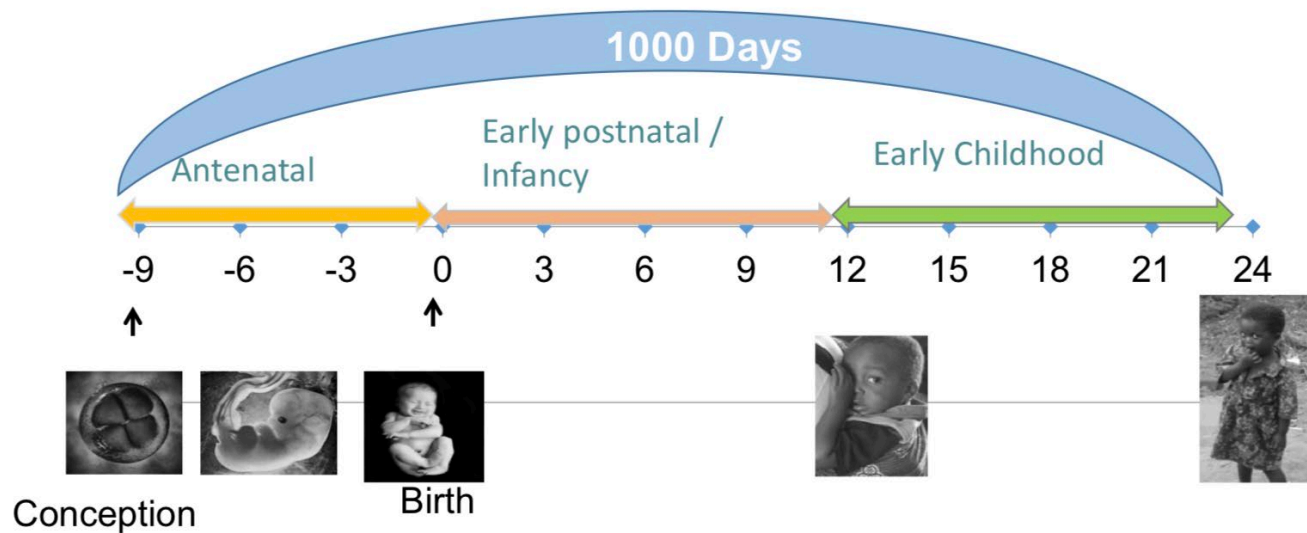 1000 Days
Antenatal
Early postnatal /
Infancy
Early Childhood
-9 -6 -3 0 3 6 9 12 15 18 21 24
Conception
Birth